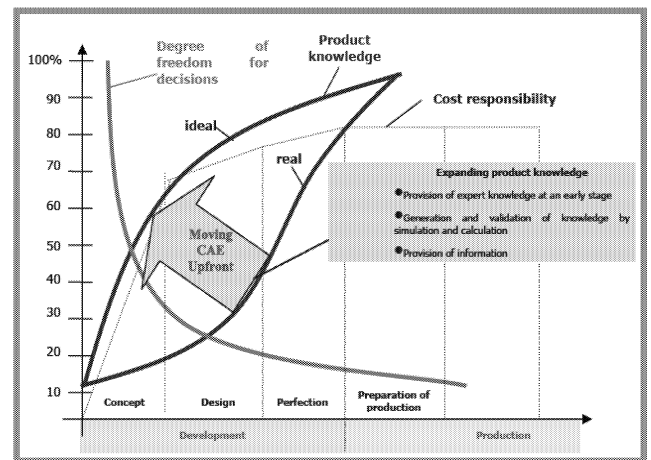 Degree of
freedom for
decisions
Product
knowledge
100%
90
80
70
60
50
40
30
20
10
ideal
real
Cost responsibility
Expanding product knowledge
Provision of expert knowledge at an early stage
Generation and validation of knowledge by
simulation and calculation
Provision of information
Moving
CAE
Upfront
Concept
Design
Perfection
Preparation of
production
Development
Production